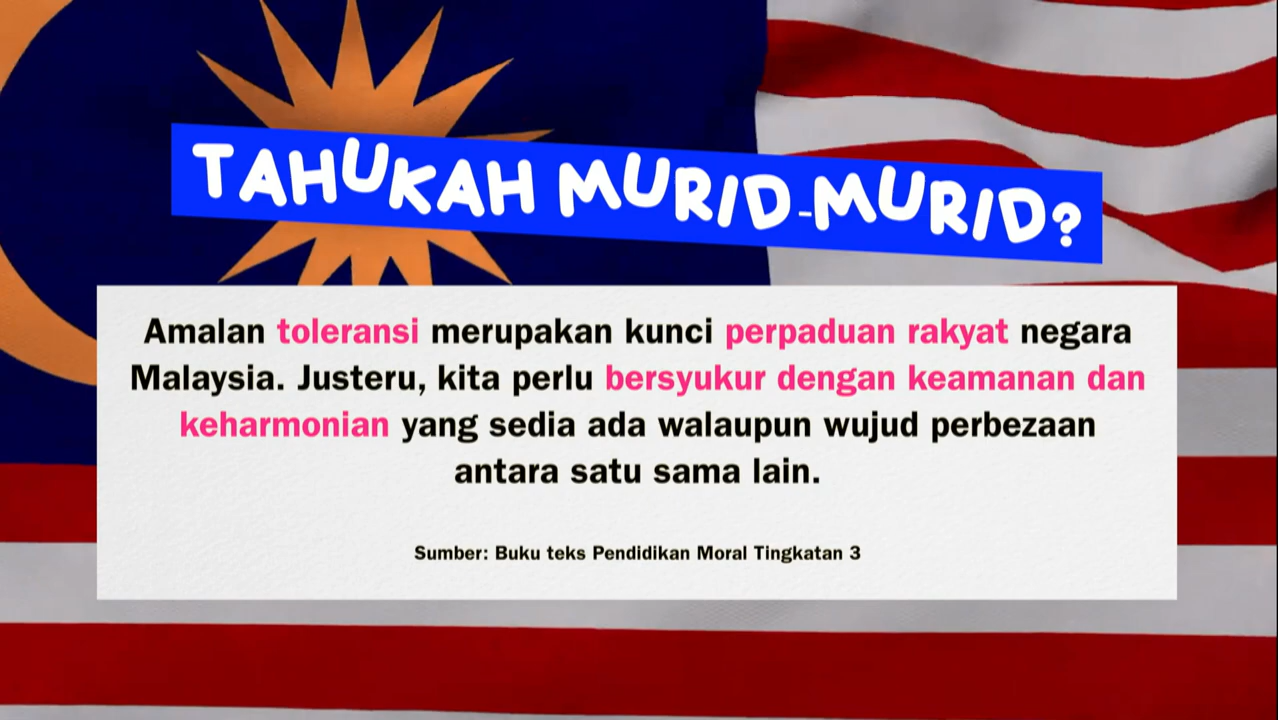 TAHUKAH MURID-MURID?
Amalan toleransi merupakan kunci perpaduan rakyat negara
Malaysia. Justeru, kita perlu bersyukur dengan keamanan dan
keharmonian yang sedia ada walaupun wujud perbezaan
antara satu sama lain.
Sumber: Buku teks Pendidikan Moral Tingkatan 3